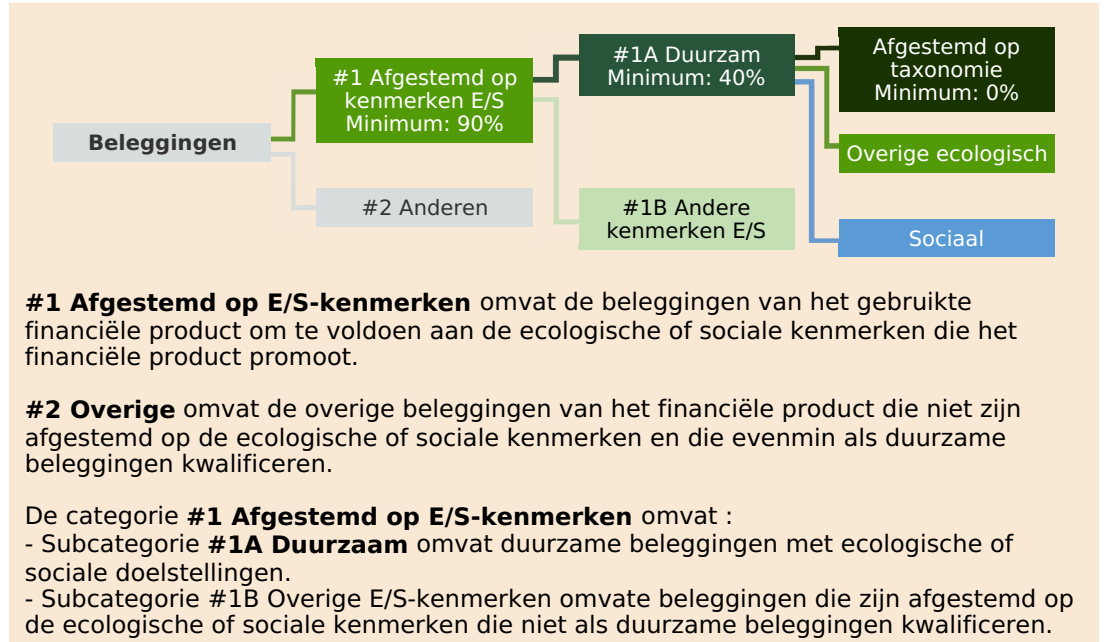 Beleggingen
#1 Afgestemd op
kenmerken E/S
Minimum: 90%
#2 Anderen
#1A Duurzam
Minimum: 40%
#1B Andere
kenmerken E/S
Afgestemd op
taxonomie
Minimum: 0%
Overige ecologisch
Sociaal
#1 Afgestemd op E/S-kenmerken omvat de beleggingen van het gebruikte
financiële product om te voldoen aan de ecologische of sociale kenmerken die het
financiële product promoot.
#2 Overige omvat de overige beleggingen van het financiële product die niet zijn
afgestemd op de ecologische of sociale kenmerken en die evenmin als duurzame
beleggingen kwalificeren.
De categorie #1 Afgestemd op E/S-kenmerken omvat :
- Subcategorie #1A Duurzaam omvat duurzame beleggingen met ecologische of
sociale doelstellingen.
- Subcategorie #1B Overige E/S-kenmerken omvate beleggingen die zijn afgestemd op
de ecologische of sociale kenmerken die niet als duurzame beleggingen kwalificeren.